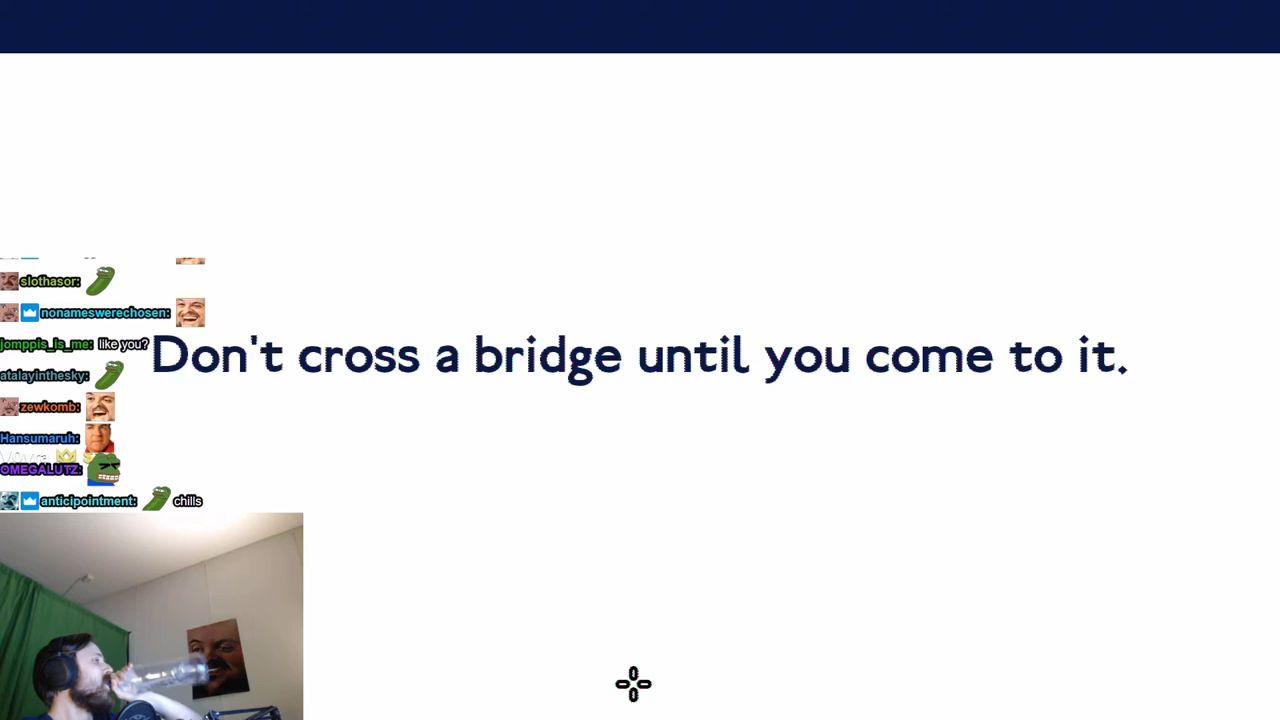 slothasor:
nonameswerechosen:
jomppis_is_me: like you?
Don't cross a bridge until you come to it.
atalayinthesky:
zewkomb:
Hansumaruh:
OMEGALUTZ:
anticipointment: chills